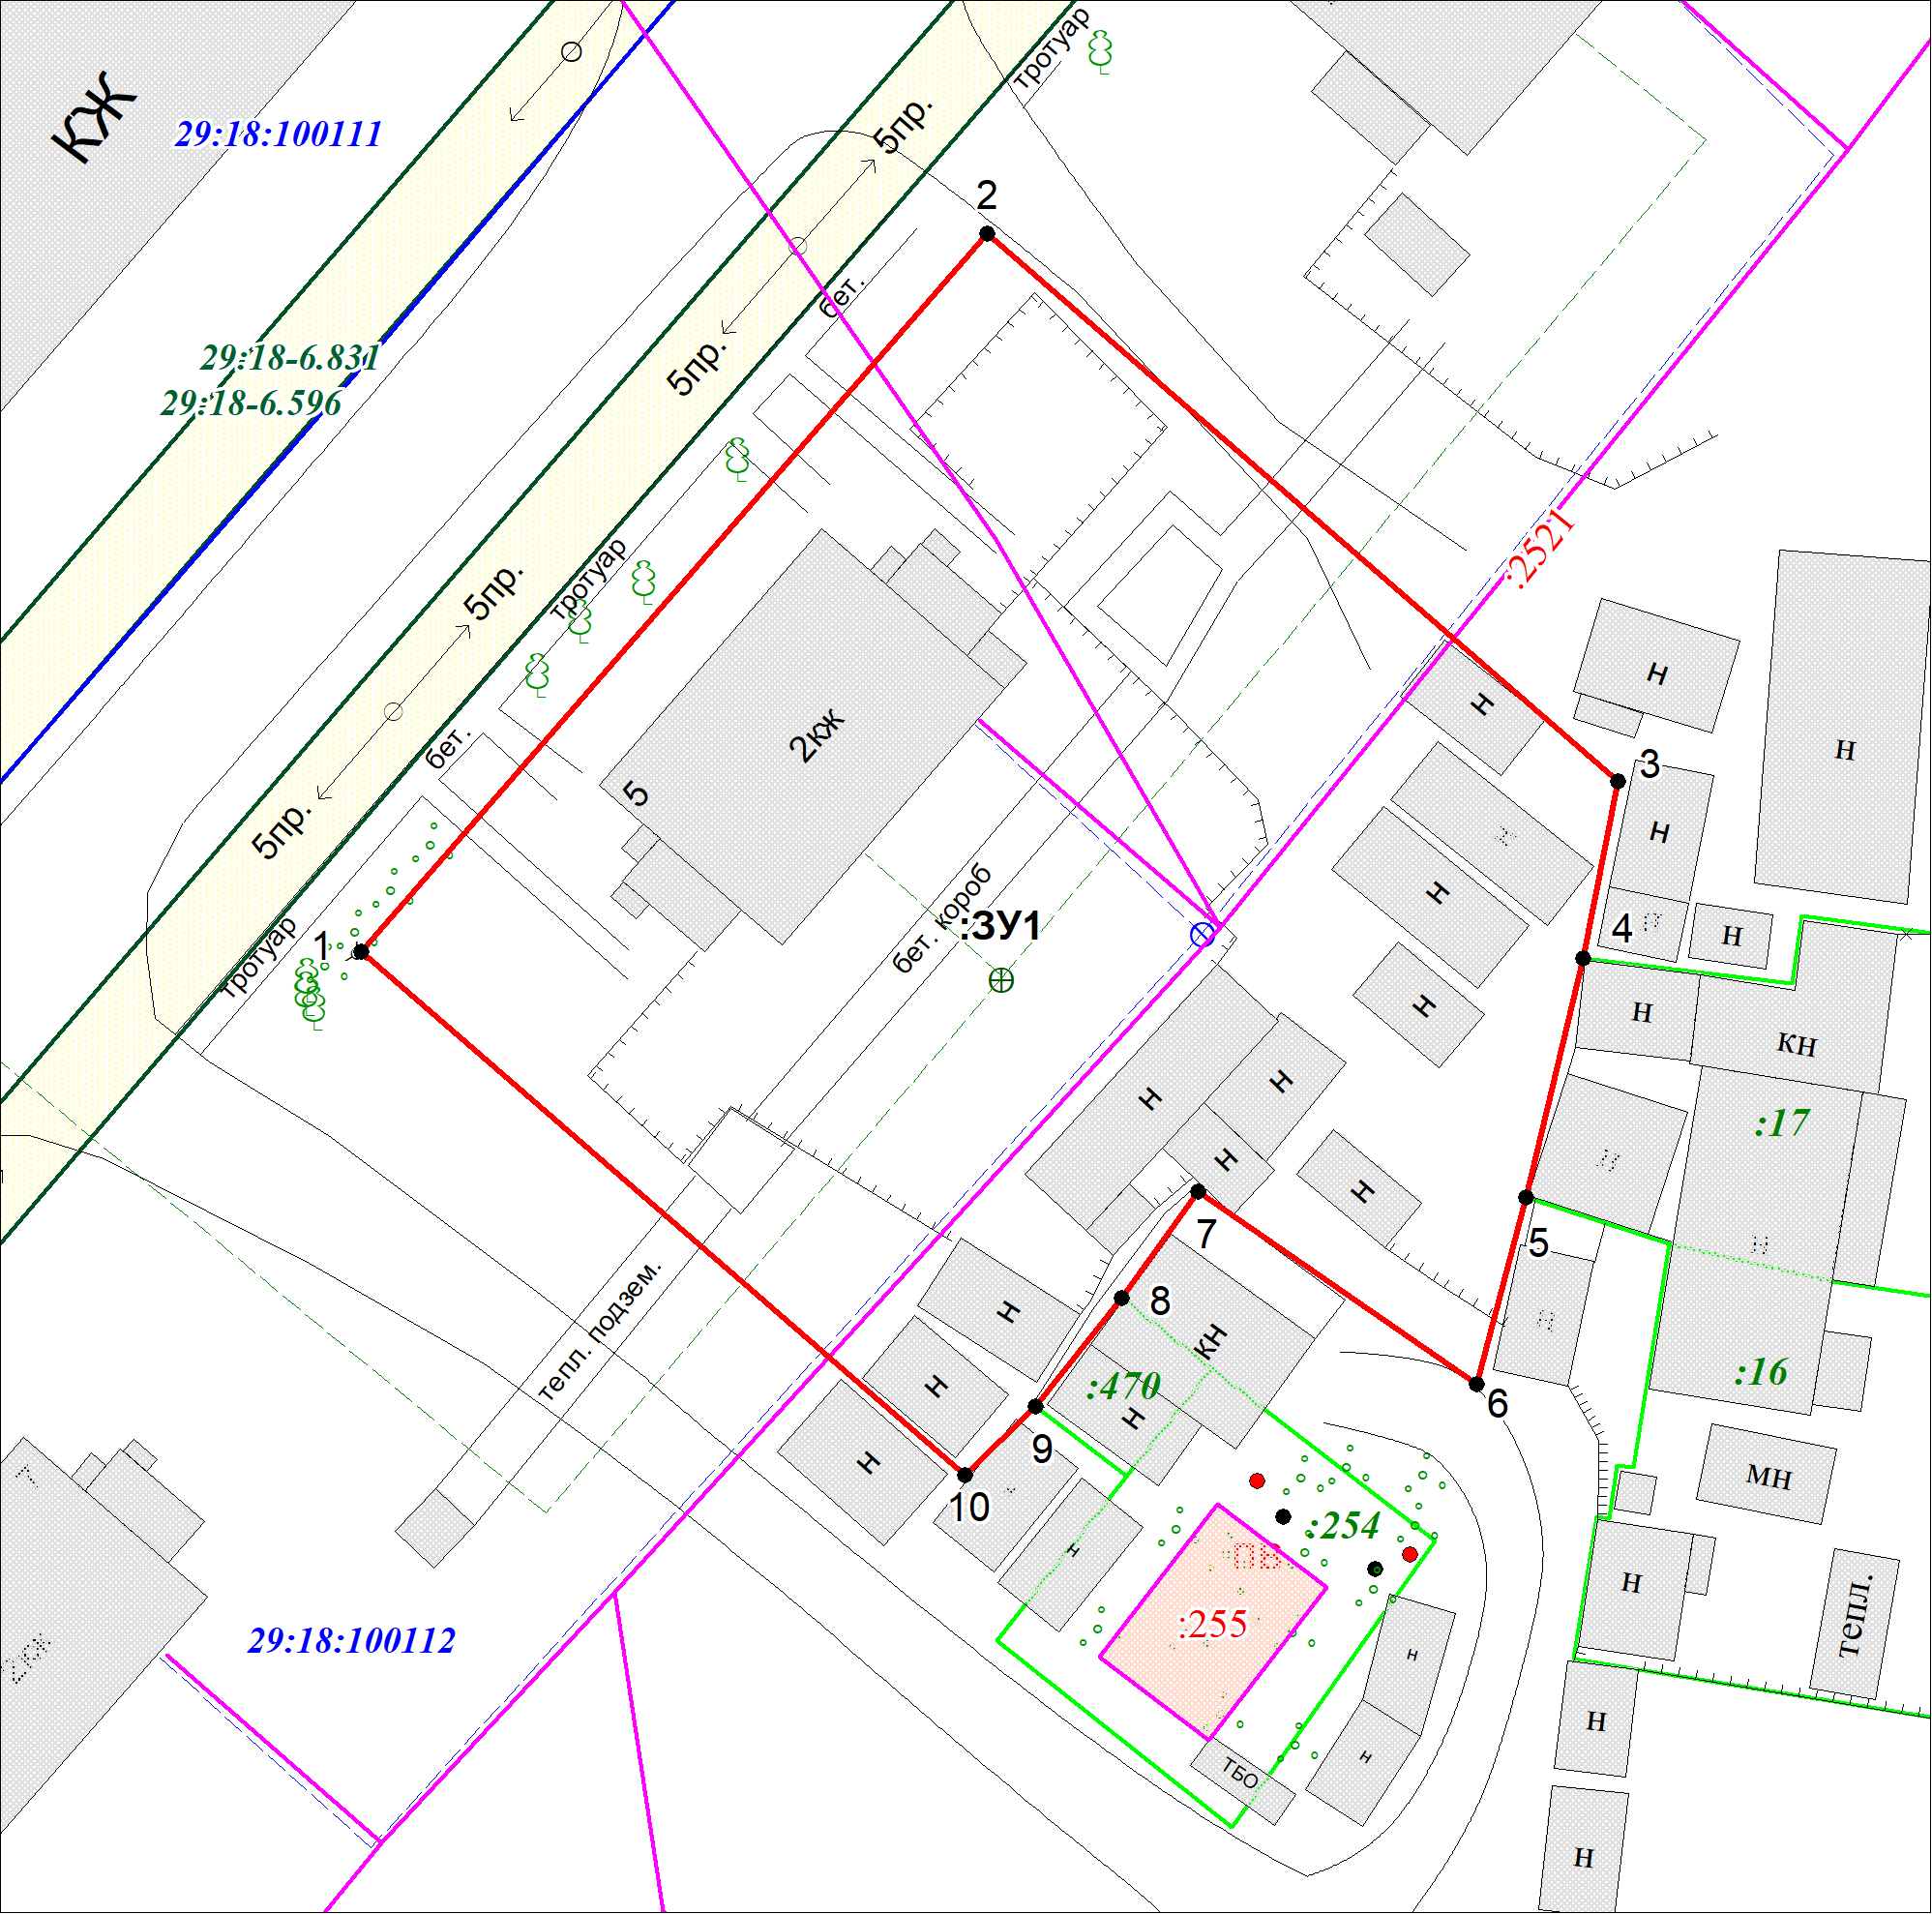 КЖ
29:18:100111
тротуар
5пр.
2
бет.
29:18-6.831
29:18-6.596
5пр.
:2521
5пр.
тротуар
Н
Н
2кж
бет.
5
3
Н
Н
5пр.
Н
4
Н
1
тротуар
:ЗУ1
бет. короб
Н
Н
КН
Н
Н
:17
Н
Н
7
5
8
Н
КН
:16
тепл. подзем.
Н
:470
6
Н
9
Н
МН
10
:254
н
Н
:255
29:18:100112
ТЕПЛ.
н
Н
н
ТБО
Н